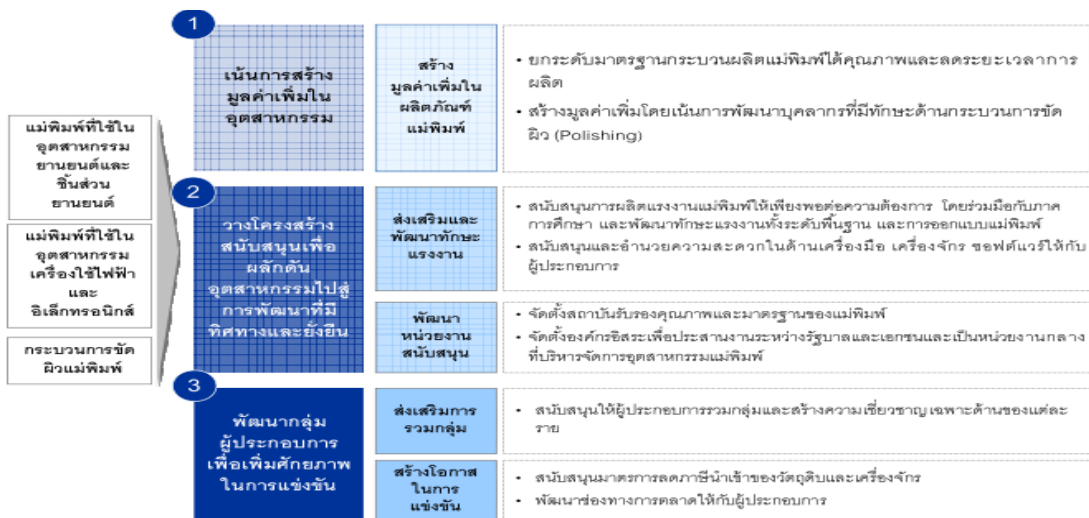 แม่พิมพ์ที่ใช้ใน
อุตสาหกรรม
ยานยนต์และ
ชิ้นส่วน
ยานยนต์
แม่พิมพ์ที่ใช้ใน
อุตสาหกรรม
เครื่องใช้ไฟฟ้า
และ
อิเล็กทรอนิกส์
กระบวนการขัด
ผิวแม่พิมพ์
1
เน้นการสร้าง
มูลค่าเพิ่มใน
อุตสาหกรรม
สร้าง
มูลค่าเพิ่มใน
ผลิตภัณฑ์
แม่พิมพ์
• ยกระดับมาตรฐานกระบวนผลิตแม่พิมพ์ได้คุณภาพและลดระยะเวลาการ
ผลิต
• สร้างมูลค่าเพิ่มโดยเน้นการพัฒนาบุคลากรที่มีทักษะด้านกระบวนการขัด
ผิว (Polishing)
2
วางโครงสร้าง
สนับสนุนเพื่อ
ผลักดัน
อุตสาหกรรมไปสู่
การพัฒนาที่มี
ทิศทางและยั่งยืน
ส่งเสริมและ
พัฒนาทักษะ
แรงงาน
• สนับสนุนการผลิตแรงงานแม่พิมพ์ให้เพียงพอต่อความต้องการ โดยร่วมมือกับภาค
การศึกษา และพัฒนาทักษะแรงงานทั้งระดับพื้นฐาน และการออกแบบแม่พิมพ์
• สนับสนุนและอำนวยความสะดวกในด้านเครื่องมือ เครื่องจักร ซอฟต์แวร์ให้กับ
ผู้ประกอบการ
พัฒนา
หน่วยงาน
สนับสนุน
• จัดตั้งสถาบันรับรองคุณภาพและมาตรฐานของแม่พิมพ์
• จัดตั้งองค์กรอิสระเพื่อประสานงานระหว่างรัฐบาลและเอกชนและเป็นหน่วยงานกลาง
ที่บริหารจัดการอุตสาหกรรมแม่พิมพ์
3
พัฒนากลุ่ม
ผู้ประกอบการ
เพื่อเพิ่มศักยภาพ
ในการแข่งขัน
ส่งเสริมการ
รวมกลุ่ม
• สนับสนุนให้ผู้ประกอบการรวมกลุ่มและสร้างความเชี่ยวชาญเฉพาะด้านของแต่ละ
ราย
สร้างโอกาส
ในการ
แข่งขัน
• สนับสนุนมาตรการลดภาษีนำเข้าของวัตถุดิบและเครื่องจักร
• พัฒนาช่องทางการตลาดให้กับผู้ประกอบการ